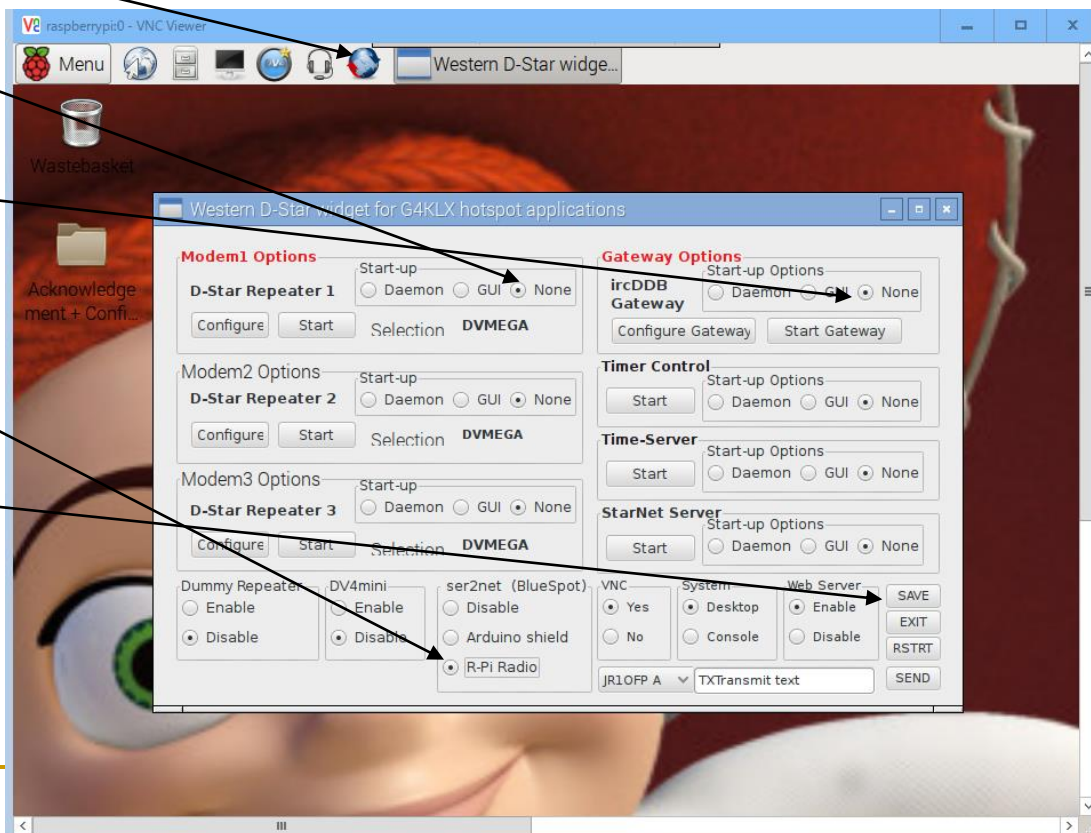 V2 raspberrypi:0 - VNC Viewer
Menu
Western D-Star widge...
Wastebasket
Acknowledge
ment + Confi...
Western D-Star widget for G4KLX hotspot applications
Modem1 Options
Start-up
D-Star Repeater 1
Daemon GUI None
Configure Start Selection DVMEGA
Modem2 Options
Start-up
D-Star Repeater 2
Daemon GUI None
Configure Start Selection DVMEGA
Modem3 Options
Start-up
D-Star Repeater 3
Daemon GUI None
Configure Start Selection DVMEGA
Gateway Options
Start-up Options
ircDDB
Gateway
Daemon GUI None
Configure Gateway Start Gateway
Timer Control
Start-up Options
Start Daemon GUI None
Time-Server
Start-up Options
Start Daemon GUI None
StarNet Server
Start-up Options
Start Daemon GUI None
Dummy Repeater
Enable
Disable
DV4mini
Enable
Disable
ser2net (BlueSpot)
Disable
Arduino shield
R-Pi Radio
VNC
Yes
No
System
Desktop
Console
Web Server
Enable
Disable
SAVE
EXIT
RSTRT
JR1OFP A TXTransmit text SEND